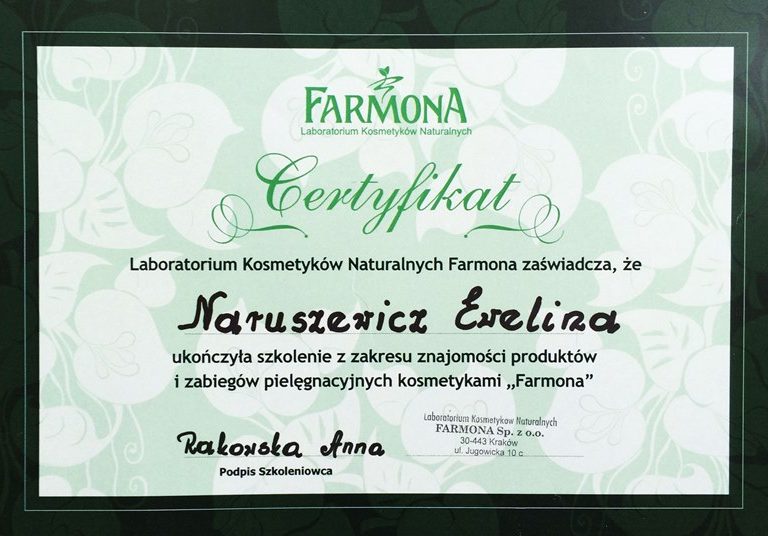 FARMONA
Laboratorium Kosmetyków Naturalnych
Certyfikat
Laboratorium Kosmetyków Naturalnych Farmona zaświadcza, że
Naruszewicz Ewelina
ukończyła szkolenie z zakresu znajomości produktów
i zabiegów pielęgnacyjnych kosmetykami „Farmona”
Rakowska Anna
Podpis Szkoleniowca
Laboratorium Kosmetyków Naturalnych
FARMONA Sp. z o.o.
30-443 Kraków
ul. Jugowicka 10 c